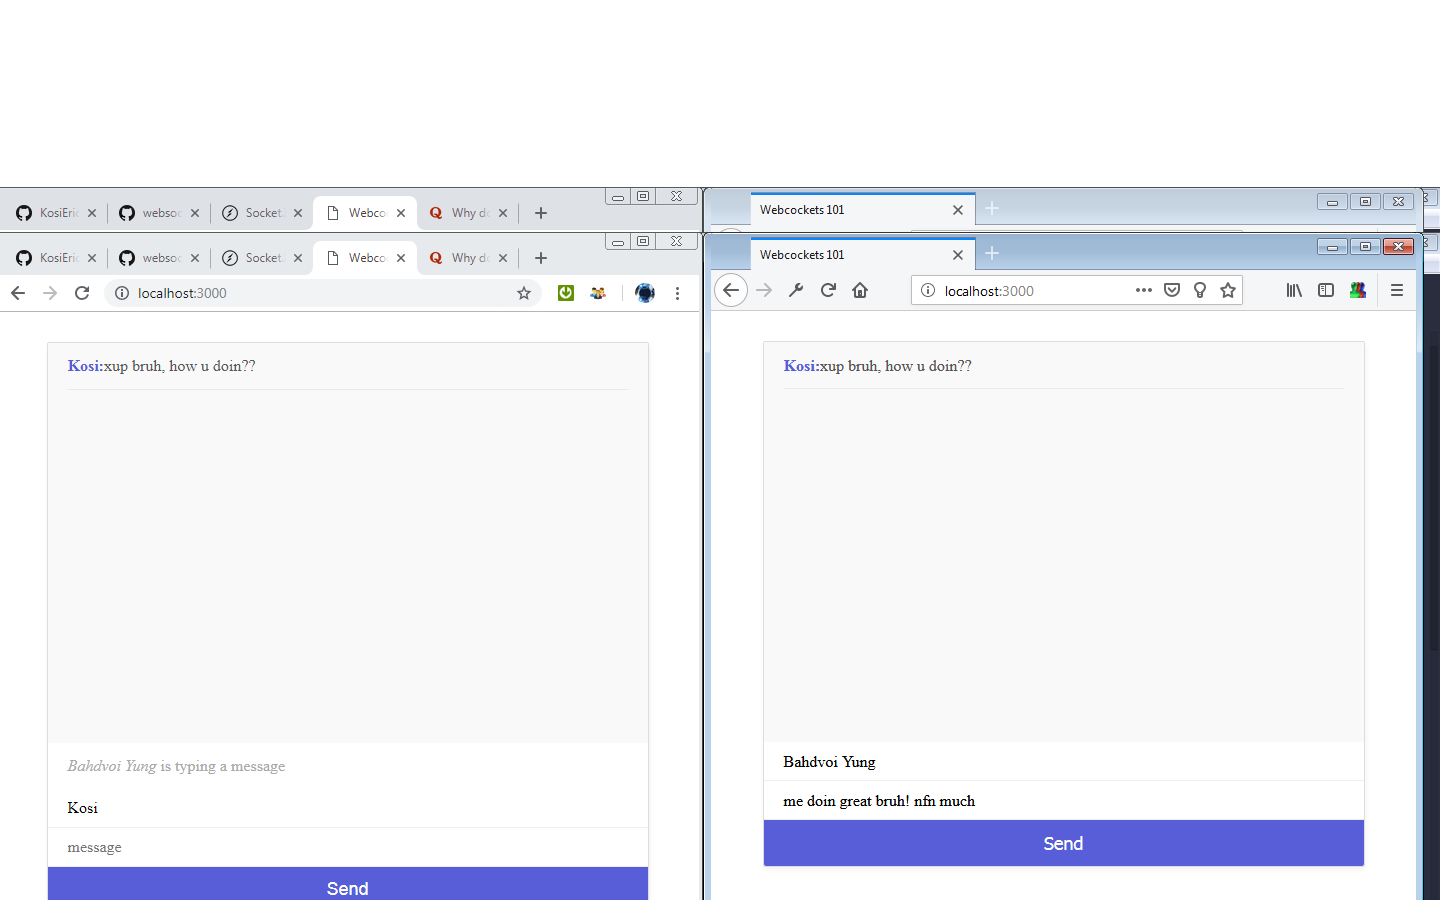 KosiEric
websoc
Socket.
Webco
Why do
Webcockets 101
KosiEric
websoc
Socket.
Webco
Why do
Webcockets 101
localhost:3000
localhost:3000
Kosi:xup bruh, how u doin??
Kosi:xup bruh, how u doin??
Bahdvoi Yung is typing a message
Kosi
message
Send
Bahdvoi Yung
me doin great bruh! nfn much
Send